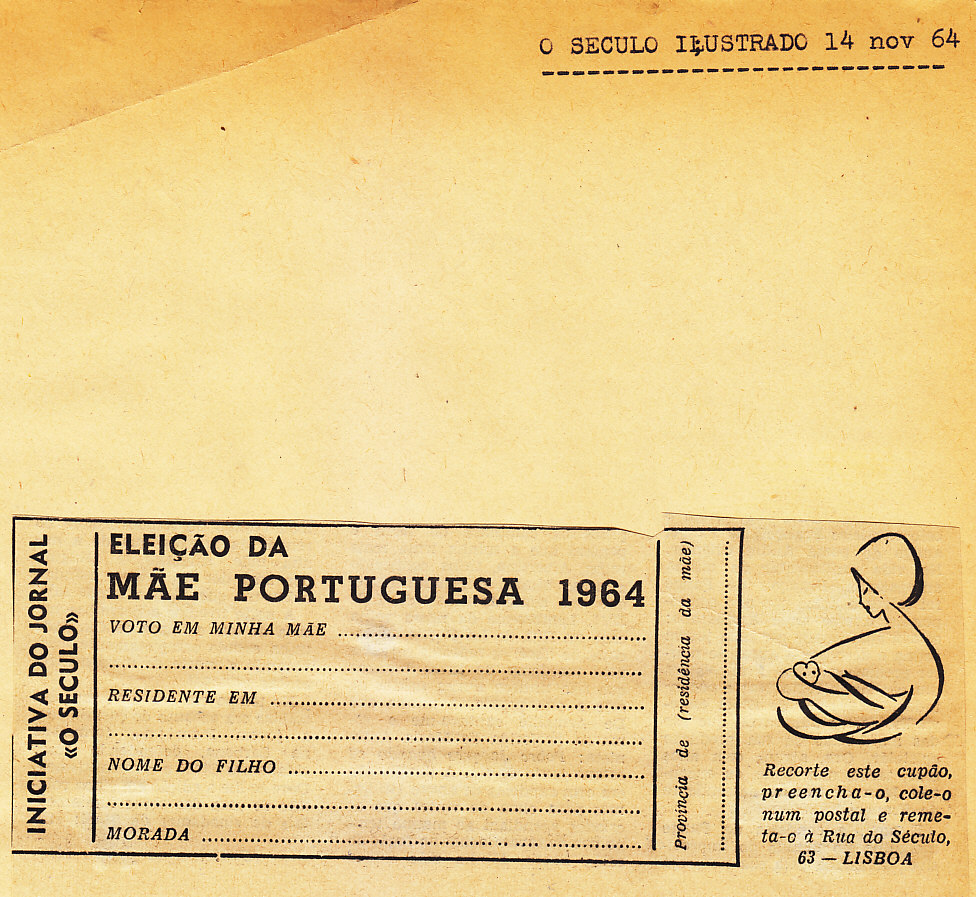 O SECULO ILUSTRADO 14 nov 64
INICIATIVA DO JORNAL
«O SECULO»
ELEIÇÃO DA
MÃE PORTUGUESA 1964
VOTO EM MINHA MÃE
RESIDENTE EM
NOME DO FILHO
MORADA
Província de (residência da mãe)
Recorte este cupão,
preencha-o, cole-o
num postal e reme-
ta-o à Rua do Século,
63 — LISBOA